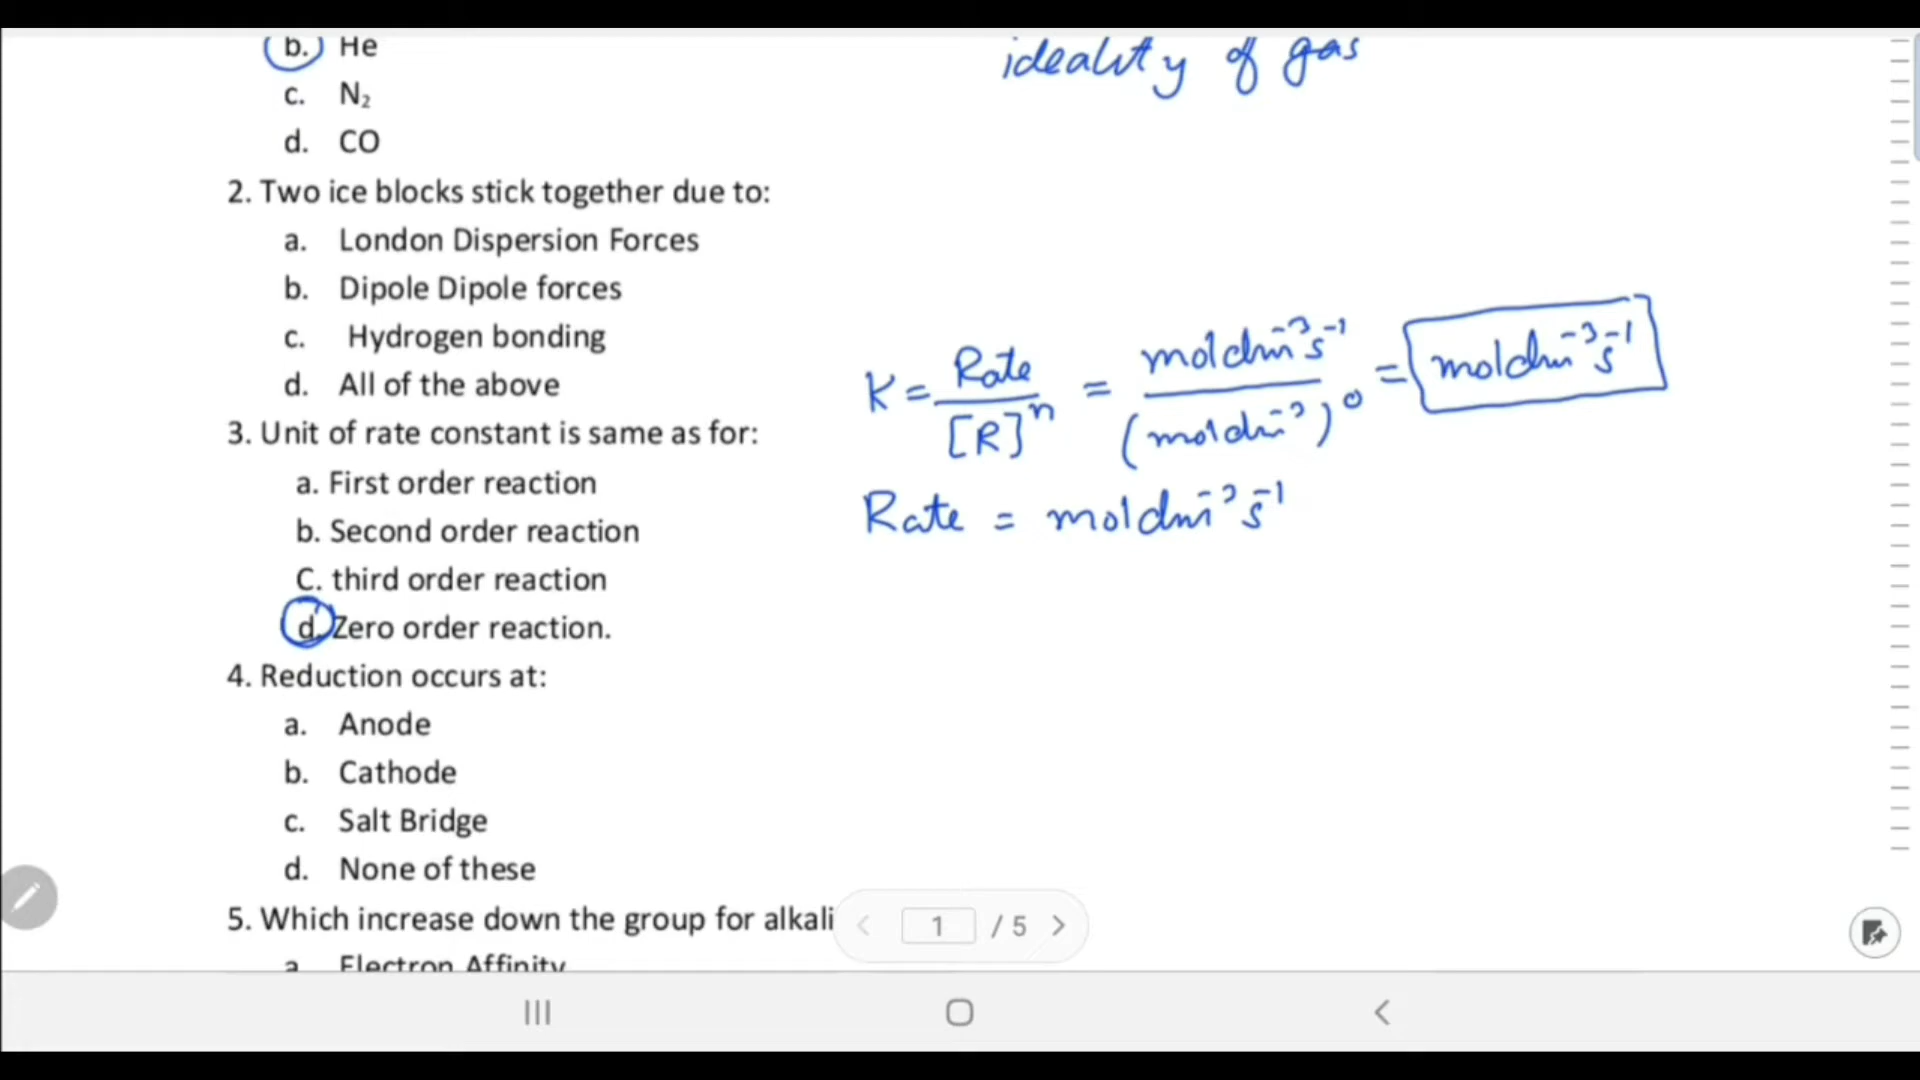 b. He
ideality of gas
c. N₂
d. CO
2. Two ice blocks stick together due to:
a. London Dispersion Forces
b. Dipole Dipole forces
c. Hydrogen bonding
d. All of the above
K = Rate / [R]ⁿ = moldm⁻³s⁻¹ / (moldm⁻³)⁰ = moldm⁻³s⁻¹
3. Unit of rate constant is same as for:
a. First order reaction
Rate = moldm⁻³s⁻¹
b. Second order reaction
C. third order reaction
d. Zero order reaction.
4. Reduction occurs at:
a. Anode
b. Cathode
c. Salt Bridge
d. None of these
5. Which increase down the group for alkali
1 / 5
a Electron Affinity